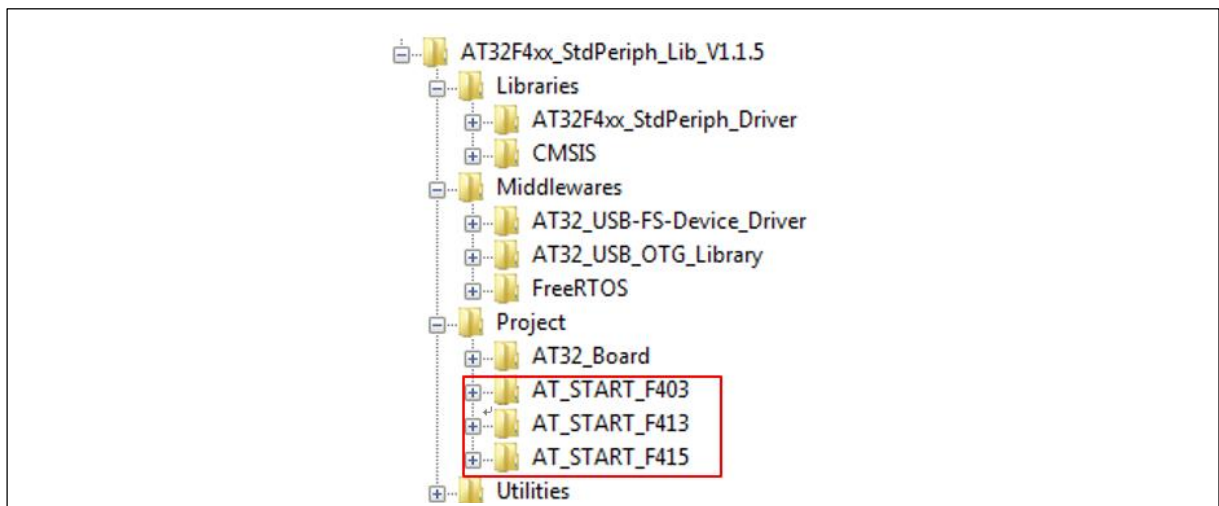 AT32F4xx_StdPeriph_Lib_V1.1.5
Libraries
AT32F4xx_StdPeriph_Driver
CMSIS
Middlewares
AT32_USB-FS-Device_Driver
AT32_USB_OTG_Library
FreeRTOS
Project
AT32_Board
AT_START_F403
AT_START_F413
AT_START_F415
Utilities